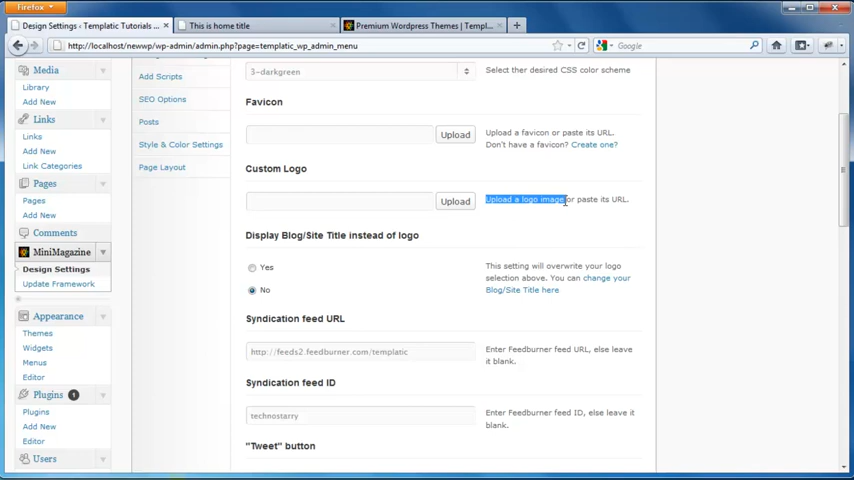 Firefox
Design Settings ‹ Templatic Tutorials ...
This is home title
Premium Wordpress Themes | Templ...
http://localhost/newwp/wp-admin/admin.php?page=templatic_wp_admin_menu
Google
Media
Library
Add New
Links
Links
Add New
Link Categories
Pages
Pages
Add New
Comments
MiniMagazine
Design Settings
Update Framework
Appearance
Themes
Widgets
Menus
Editor
Plugins 1
Plugins
Add New
Editor
Users
Add Scripts
SEO Options
Posts
Style & Color Settings
Page Layout
3-darkgreen
Select ther desired CSS color scheme
Favicon
Upload
Upload a favicon or paste its URL.
Don't have a favicon? Create one?
Custom Logo
Upload
Upload a logo image or paste its URL.
Display Blog/Site Title instead of logo
Yes
No
This setting will overwrite your logo
selection above. You can change your
Blog/Site Title here
Syndication feed URL
http://feeds2.feedburner.com/templatic
Enter Feedburner feed URL, else leave
it blank.
Syndication feed ID
technostarry
Enter Feedburner feed ID, else leave it
blank.
"Tweet" button